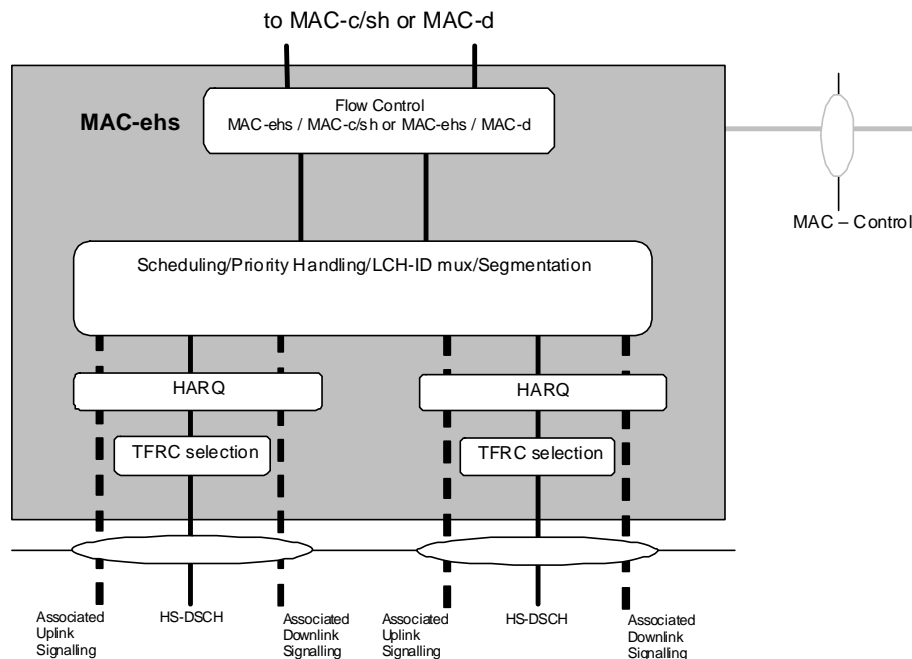 to MAC-c/sh or MAC-d
Flow Control
MAC-ehs / MAC-c/sh or MAC-ehs / MAC-d
MAC-ehs
MAC – Control
Scheduling/Priority Handling/LCH-ID mux/Segmentation
HARQ
HARQ
TFRC selection
TFRC selection
Associated
Uplink
Signalling
HS-DSCH
Associated
Downlink
Signalling
Associated
Uplink
Signalling
HS-DSCH
Associated
Downlink
Signalling